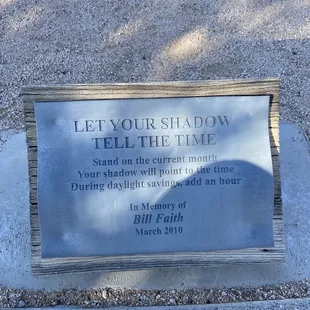 LET YOUR SHADOW
TELL THE TIME
Stand on the current month
Your shadow will point to the time
During daylight savings, add an hour
In Memory of
Bill Faith
March 2010